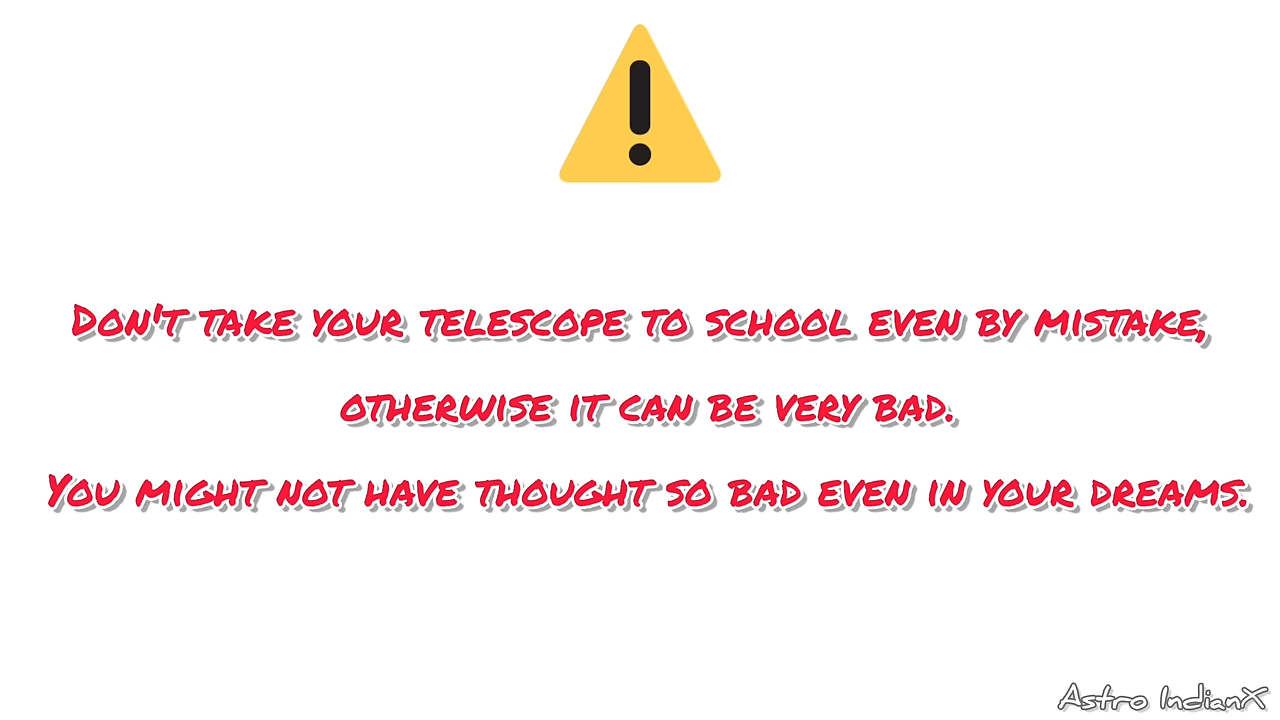 Don't take your telescope to school even by mistake,
otherwise it can be very bad.
You might not have thought so bad even in your dreams.
Astro IndianX